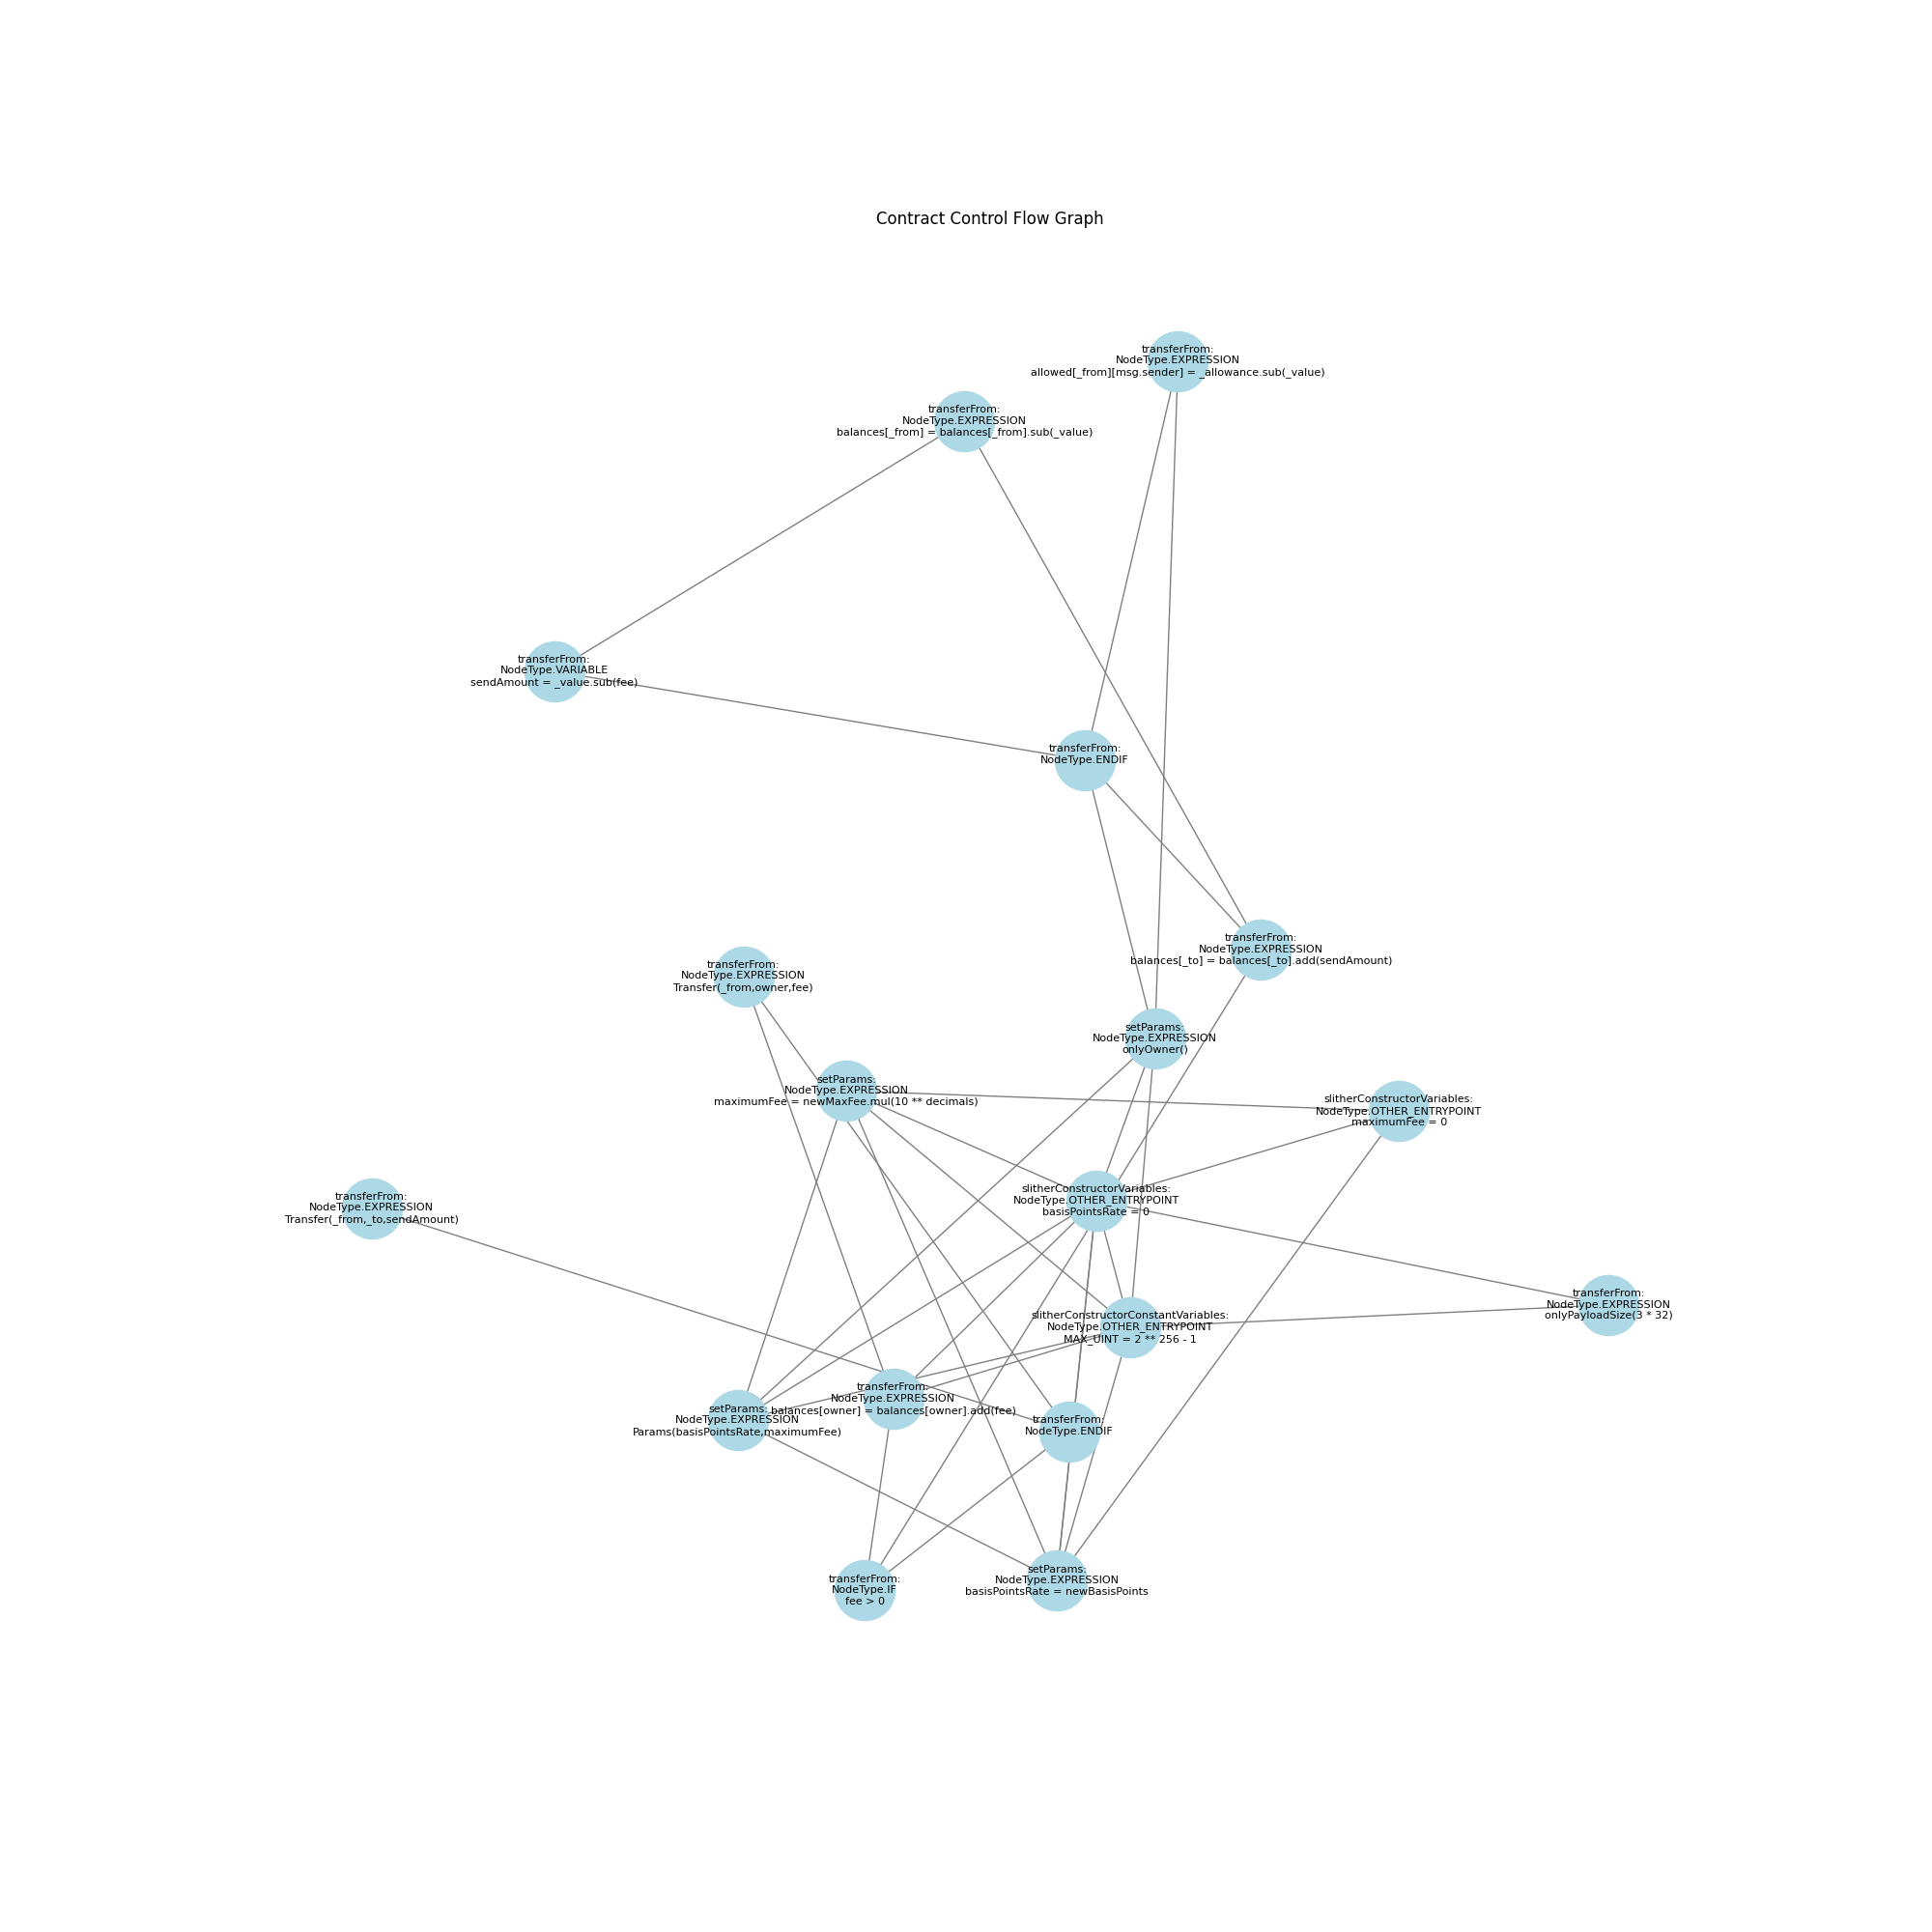 Contract Control Flow Graph
transferFrom:
NodeType.EXPRESSION
allowed[_from][msg.sender] = _allowance.sub(_value)
transferFrom:
NodeType.EXPRESSION
balances[_from] = balances[_from].sub(_value)
transferFrom:
NodeType.VARIABLE
sendAmount = _value.sub(fee)
transferFrom:
NodeType.ENDIF
transferFrom:
NodeType.EXPRESSION
balances[_to] = balances[_to].add(sendAmount)
transferFrom:
NodeType.EXPRESSION
Transfer(_from,owner,fee)
setParams:
NodeType.EXPRESSION
onlyOwner()
setParams:
NodeType.EXPRESSION
maximumFee = newMaxFee.mul(10 ** decimals)
slitherConstructorVariables:
NodeType.OTHER_ENTRYPOINT
maximumFee = 0
slitherConstructorVariables:
NodeType.OTHER_ENTRYPOINT
basisPointsRate = 0
transferFrom:
NodeType.EXPRESSION
Transfer(_from,_to,sendAmount)
transferFrom:
NodeType.EXPRESSION
onlyPayloadSize(3 * 32)
slitherConstructorConstantVariables:
NodeType.OTHER_ENTRYPOINT
MAX_UINT = 2 ** 256 - 1
transferFrom:
NodeType.EXPRESSION
balances[owner] = balances[owner].add(fee)
setParams:
NodeType.EXPRESSION
Params(basisPointsRate,maximumFee)
transferFrom:
NodeType.ENDIF
setParams:
NodeType.EXPRESSION
basisPointsRate = newBasisPoints
transferFrom:
NodeType.IF
fee > 0